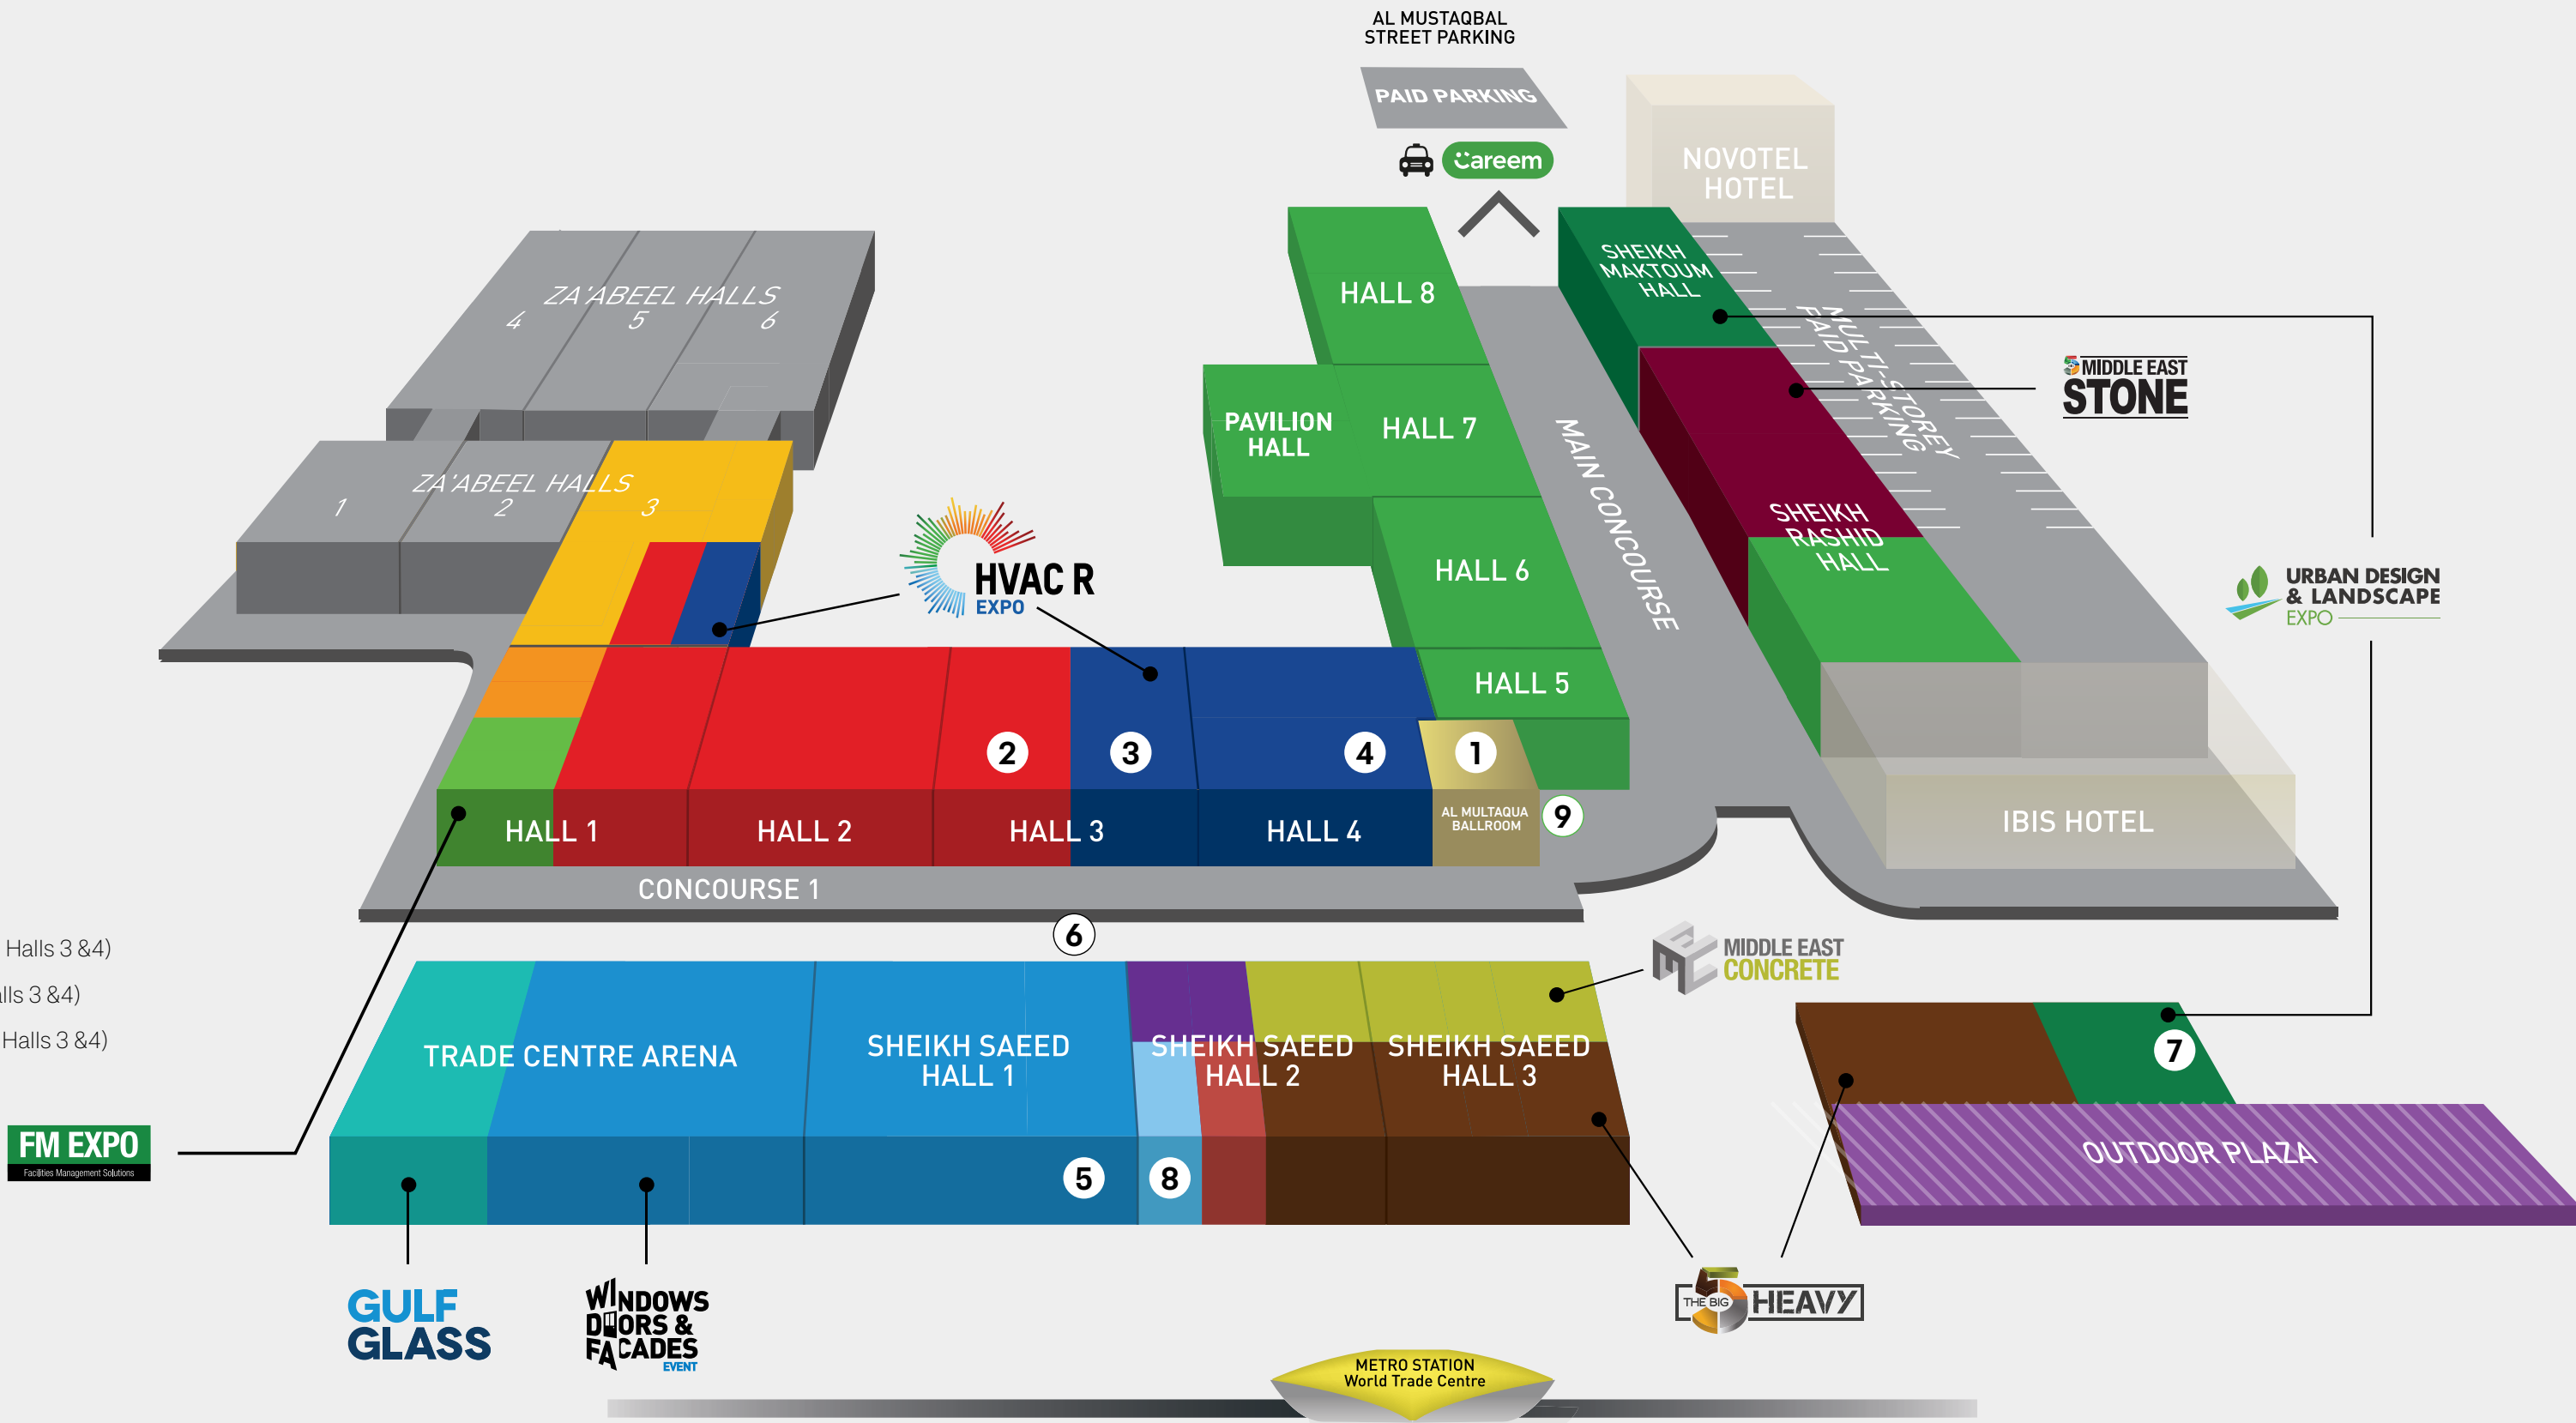 AL MUSTAQBAL
STREET PARKING
PAID PARKING
Careem
NOVOTEL
HOTEL
ZA'ABEEL HALLS
4 5 6
ZA'ABEEL HALLS
1 2 3
HALL 8
PAVILION
HALL
HALL 7
HALL 6
HALL 5
MAIN CONCOURSE
SHEIKH
MAKTOUM
HALL
MULTI-STOREY
PAID PARKING
SHEIKH
RASHID
HALL
MIDDLE EAST
STONE
URBAN DESIGN
& LANDSCAPE
EXPO
HVAC R
EXPO
2
3
4
1
HALL 1
HALL 2
HALL 3
HALL 4
AL MULTAQUA
BALLROOM
9
IBIS HOTEL
CONCOURSE 1
6
Halls 3 &4)
alls 3 &4)
Halls 3 &4)
MIDDLE EAST
CONCRETE
TRADE CENTRE ARENA
SHEIKH SAEED
HALL 1
SHEIKH SAEED
HALL 2
SHEIKH SAEED
HALL 3
7
OUTDOOR PLAZA
5
8
FM EXPO
Facilities Management Solutions
GULF
GLASS
WINDOWS
DOORS &
FACADES
EVENT
THE BIG 5 HEAVY
METRO STATION
World Trade Centre